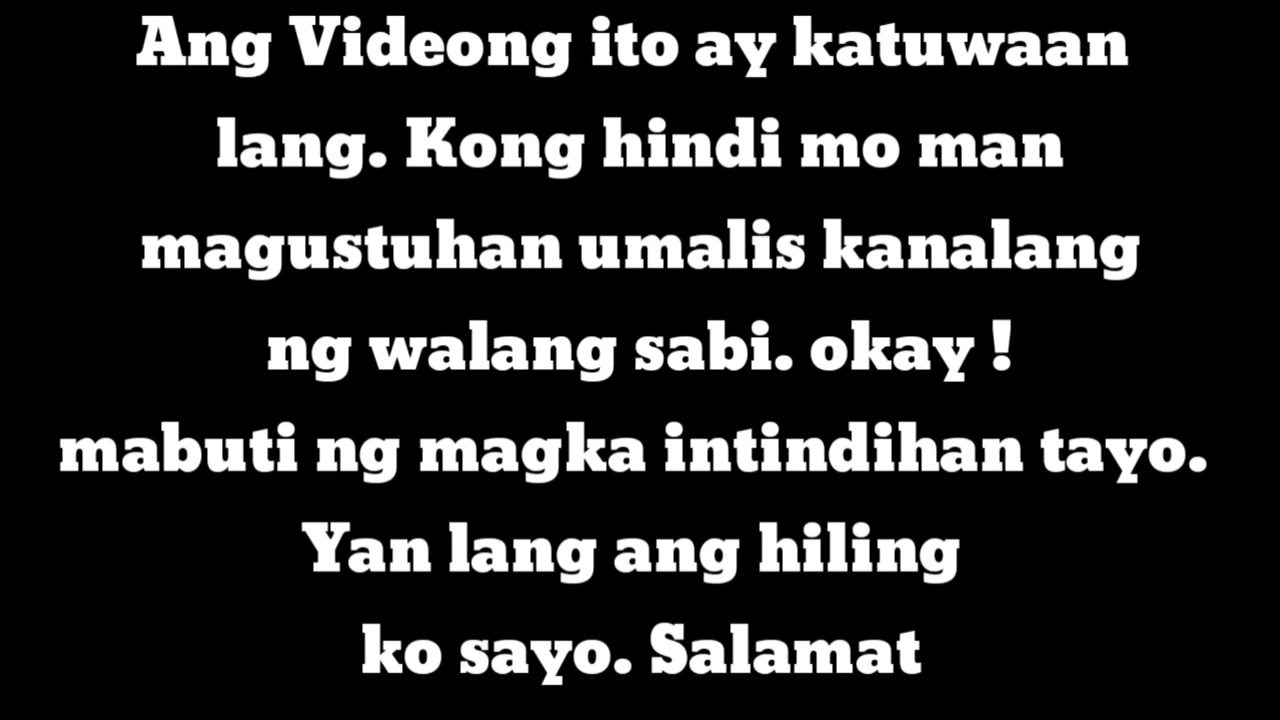 Ang Videong ito ay katuwaan
lang. Kong hindi mo man
magustuhan umalis kanalang
ng walang sabi. okay !
mabuti ng magka intindihan tayo.
Yan lang ang hiling
ko sayo. Salamat